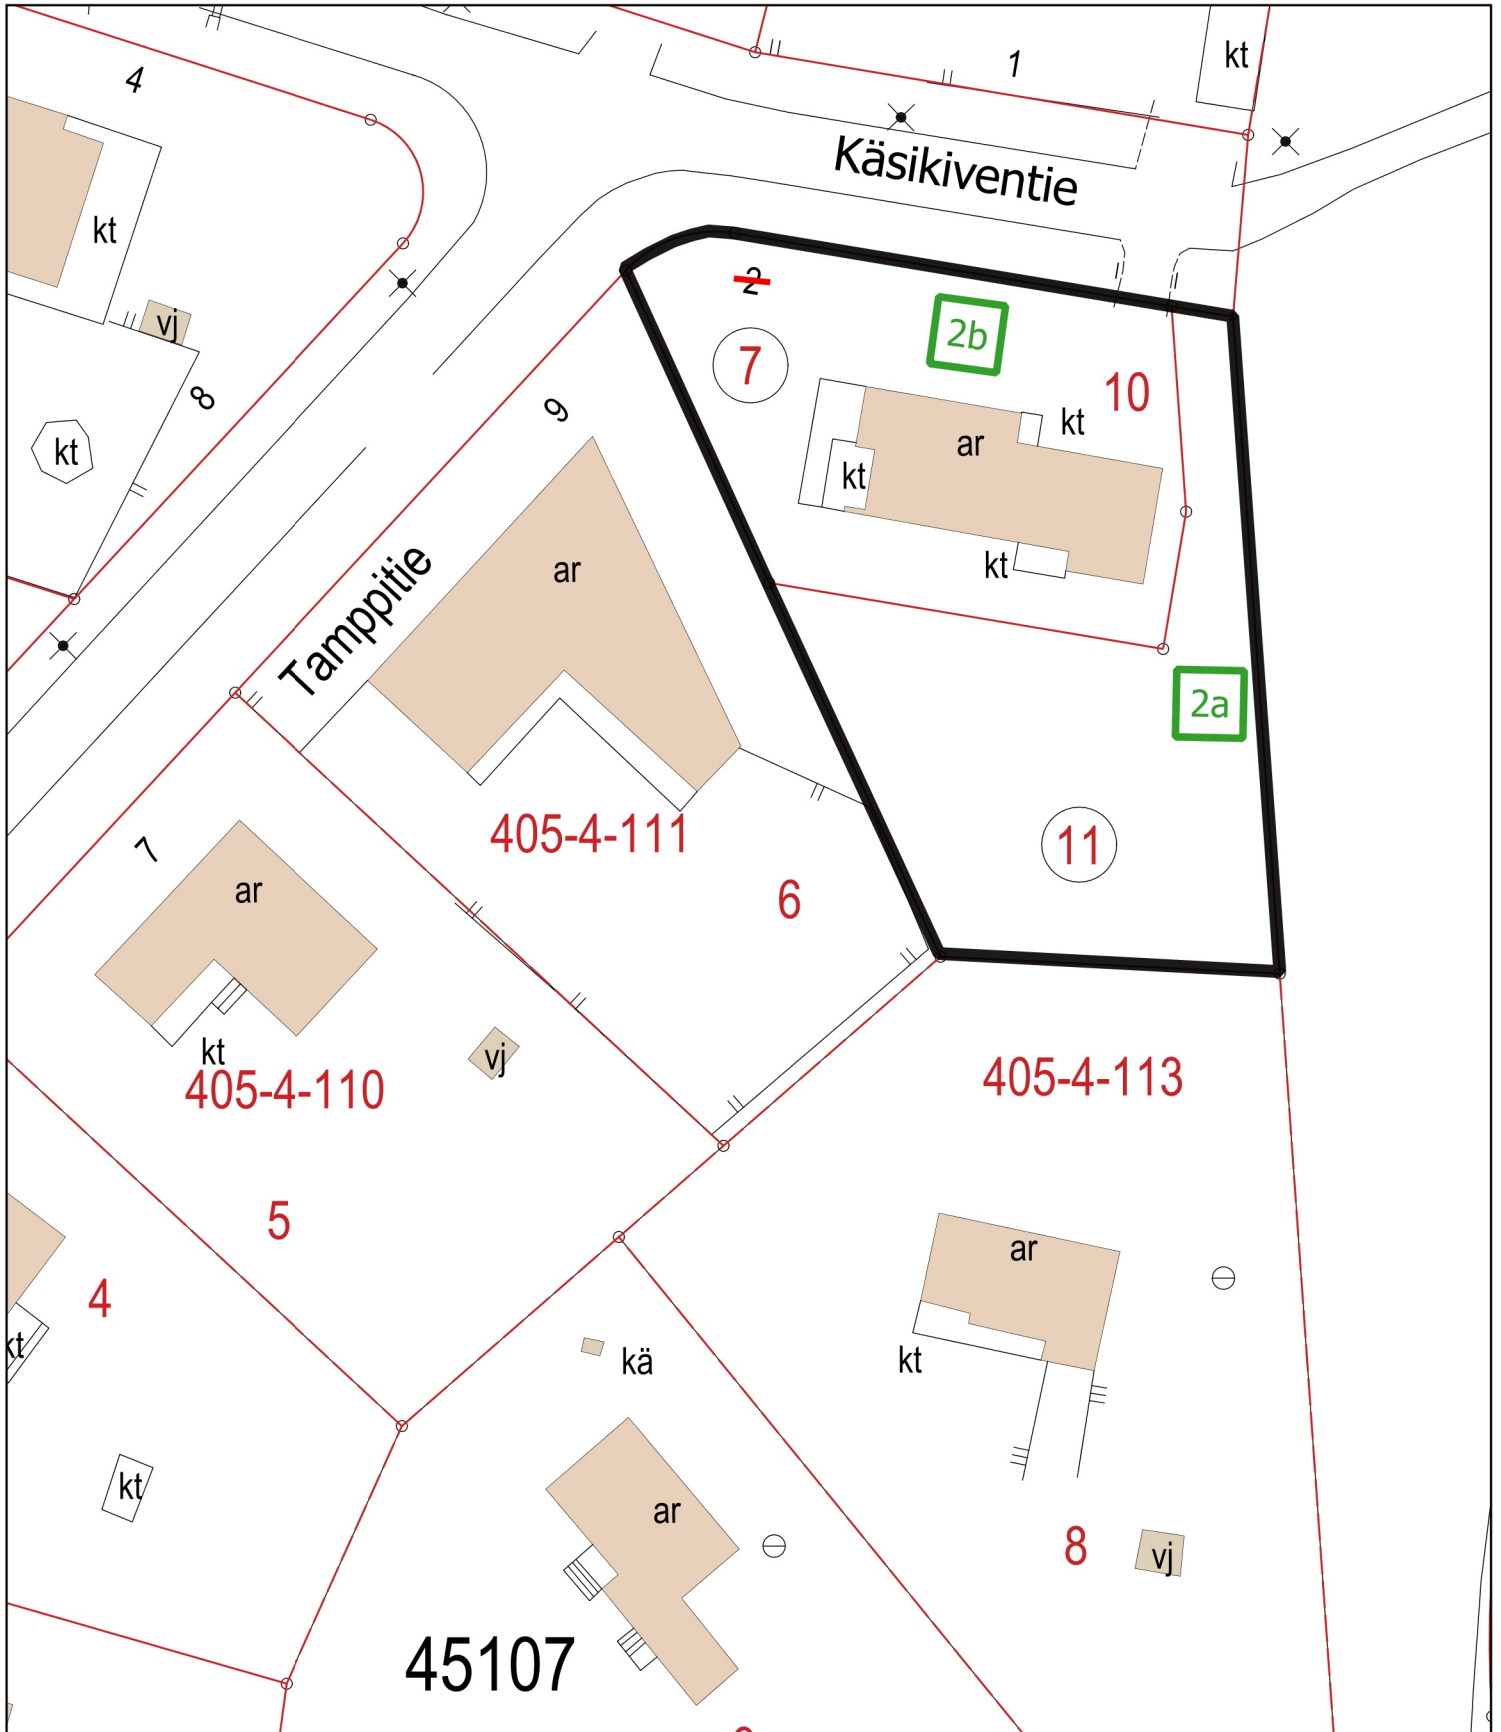 4
1
kt
Käsikiventie
kt
2
2b
vj
7
10
8
9
kt
ar
kt
kt
Tamppitie
ar
kt
2a
405-4-111
11
7
ar
6
kt
405-4-110
vj
405-4-113
5
ar
4
kt
kä
kt
kt
ar
8
vj
45107